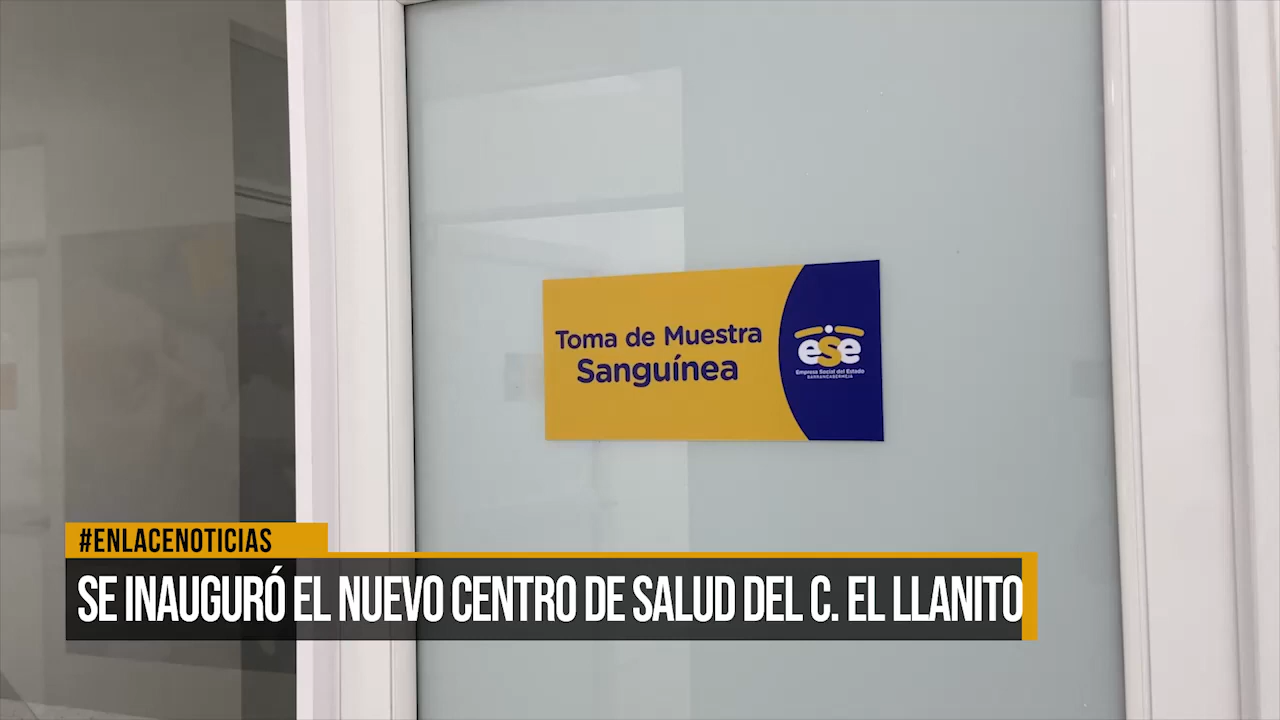 Toma de Muestra
Sanguínea
ese
Empresa Social del Estado
BARRANCABERMEJA
#ENLACENOTICIAS
SE INAUGURÓ EL NUEVO CENTRO DE SALUD DEL C. EL LLANITO